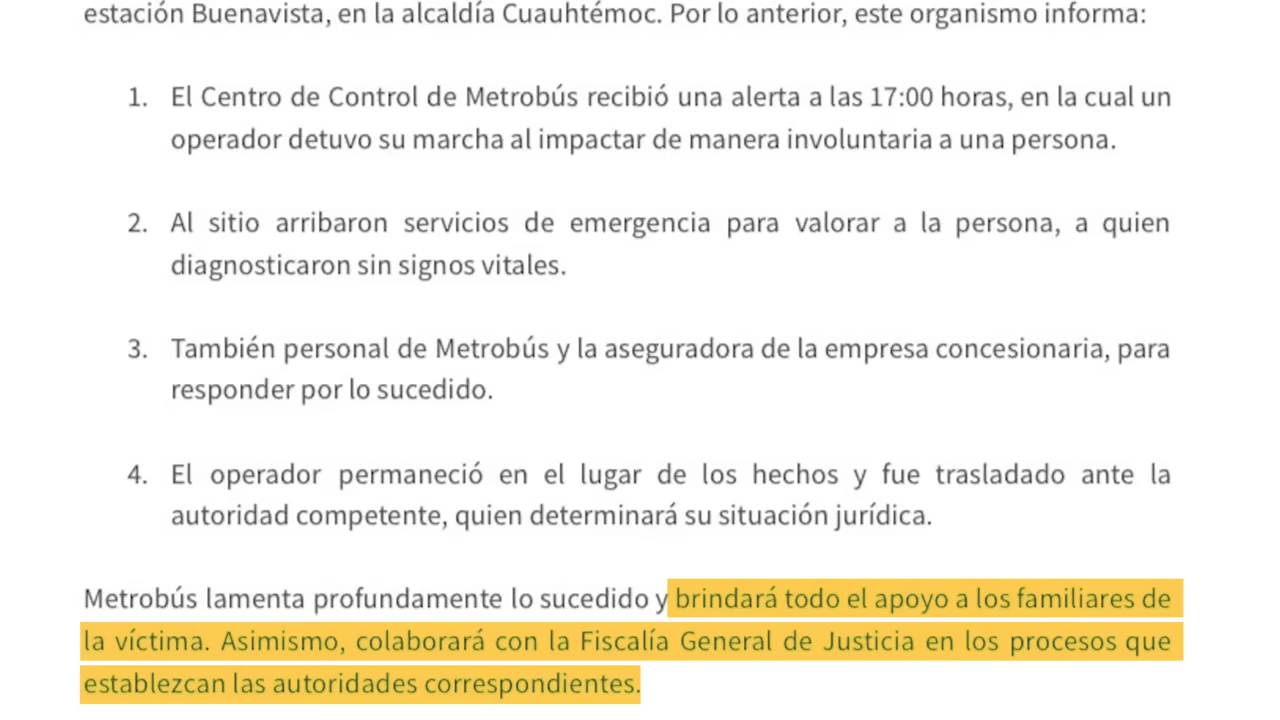 estación Buenavista, en la alcaldía Cuauhtémoc. Por lo anterior, este organismo informa:
1. El Centro de Control de Metrobús recibió una alerta a las 17:00 horas, en la cual un
operador detuvo su marcha al impactar de manera involuntaria a una persona.
2. Al sitio arribaron servicios de emergencia para valorar a la persona, a quien
diagnosticaron sin signos vitales.
3. También personal de Metrobús y la aseguradora de la empresa concesionaria, para
responder por lo sucedido.
4. El operador permaneció en el lugar de los hechos y fue trasladado ante la
autoridad competente, quien determinará su situación jurídica.
Metrobús lamenta profundamente lo sucedido y brindará todo el apoyo a los familiares de
la víctima. Asimismo, colaborará con la Fiscalía General de Justicia en los procesos que
establezcan las autoridades correspondientes.